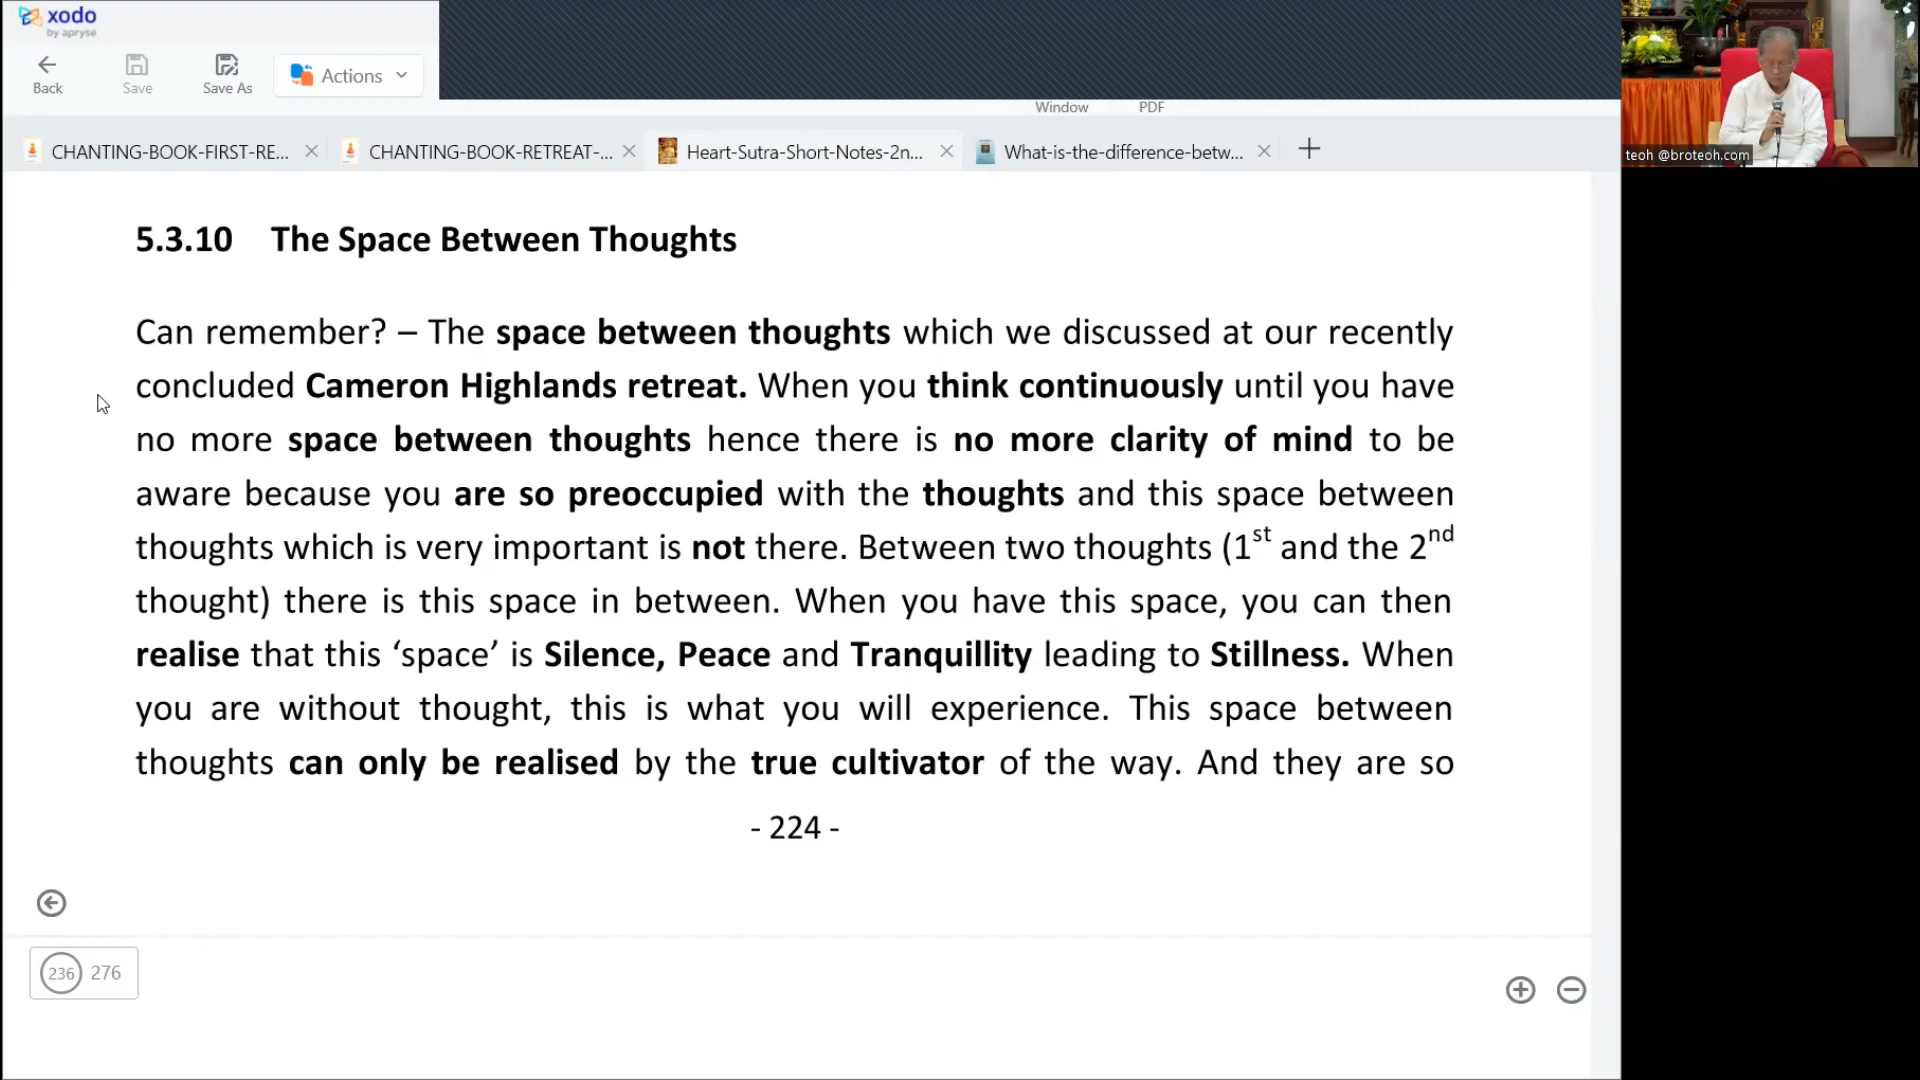 xodo
by apryse
Back
Save
Save As
Actions
Window
PDF
CHANTING-BOOK-FIRST-RE...
CHANTING-BOOK-RETREAT-...
Heart-Sutra-Short-Notes-2n...
What-is-the-difference-betw...
teoh @broteoh.com
5.3.10 The Space Between Thoughts
Can remember? – The space between thoughts which we discussed at our recently
concluded Cameron Highlands retreat. When you think continuously until you have
no more space between thoughts hence there is no more clarity of mind to be
aware because you are so preoccupied with the thoughts and this space between
thoughts which is very important is not there. Between two thoughts (1st and the 2nd
thought) there is this space in between. When you have this space, you can then
realise that this ‘space’ is Silence, Peace and Tranquillity leading to Stillness. When
you are without thought, this is what you will experience. This space between
thoughts can only be realised by the true cultivator of the way. And they are so
- 224 -
236 276